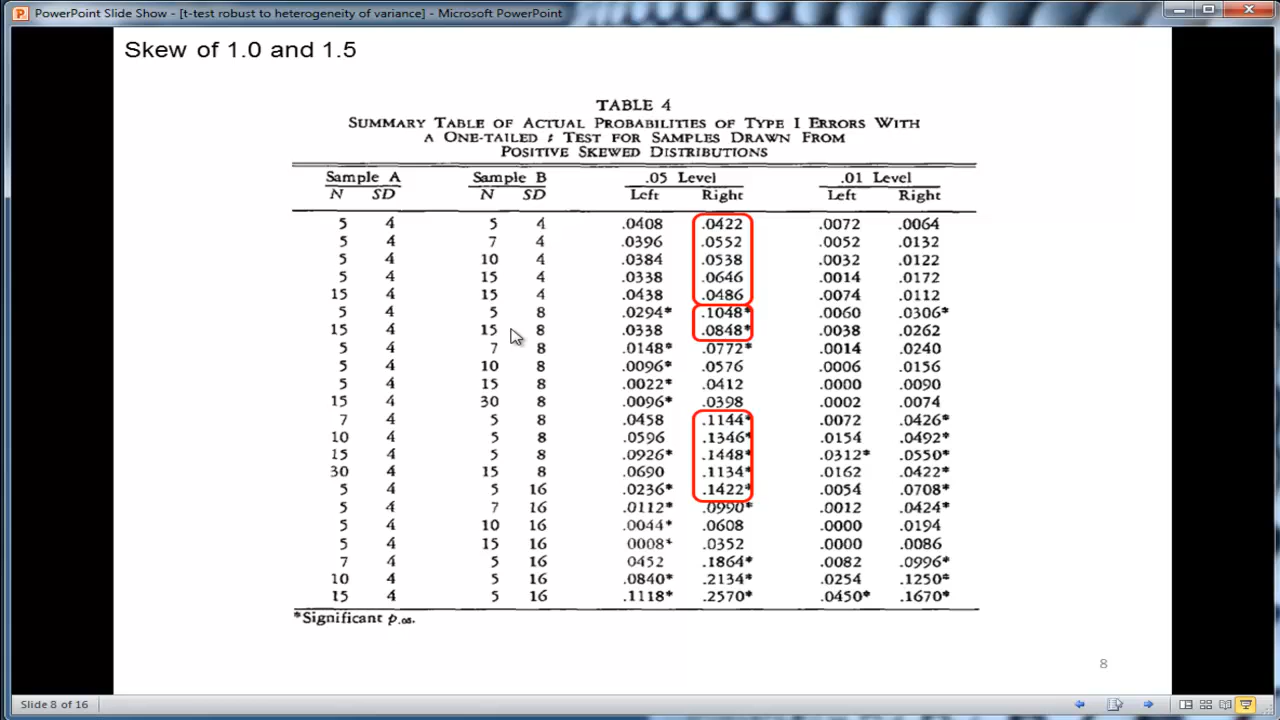 PowerPoint Slide Show - [t-test robust to heterogeneity of variance] - Microsoft PowerPoint
Skew of 1.0 and 1.5
TABLE 4
SUMMARY TABLE OF ACTUAL PROBABILITIES OF TYPE I ERRORS WITH
A ONE-TAILED t TEST FOR SAMPLES DRAWN FROM
POSITIVE SKEWED DISTRIBUTIONS
Sample A Sample B .05 Level .01 Level
N SD N SD Left Right Left Right
5 4 5 4 .0408 .0422 .0072 .0064
5 4 7 4 .0396 .0552 .0052 .0132
5 4 10 4 .0384 .0538 .0032 .0122
5 4 15 4 .0338 .0646 .0014 .0172
15 4 15 4 .0438 .0486 .0074 .0112
5 4 5 8 .0294* .1048* .0060 .0306*
15 4 15 8 .0338 .0848* .0038 .0262
5 4 7 8 .0148* .0772* .0014 .0240
5 4 10 8 .0096* .0576 .0006 .0156
5 4 15 8 .0022* .0412 .0000 .0090
15 4 30 8 .0096* .0398 .0002 .0074
7 4 5 8 .0458 .1144* .0072 .0426*
10 4 5 8 .0596 .1346* .0154 .0492*
15 4 5 8 .0926* .1448* .0312* .0550*
30 4 15 8 .0690 .1134* .0162 .0422*
5 4 5 16 .0236* .1422* .0054 .0708*
5 4 7 16 .0112* .0990* .0012 .0424*
5 4 10 16 .0044* .0608 .0000 .0194
5 4 15 16 0008* .0352 .0000 .0086
7 4 5 16 0452 .1864* .0082 .0996*
10 4 5 16 .0840* .2134* .0254 .1250*
15 4 5 16 .1118* .2570* .0450* .1670*
*Significant p.05.
8
Slide 8 of 16